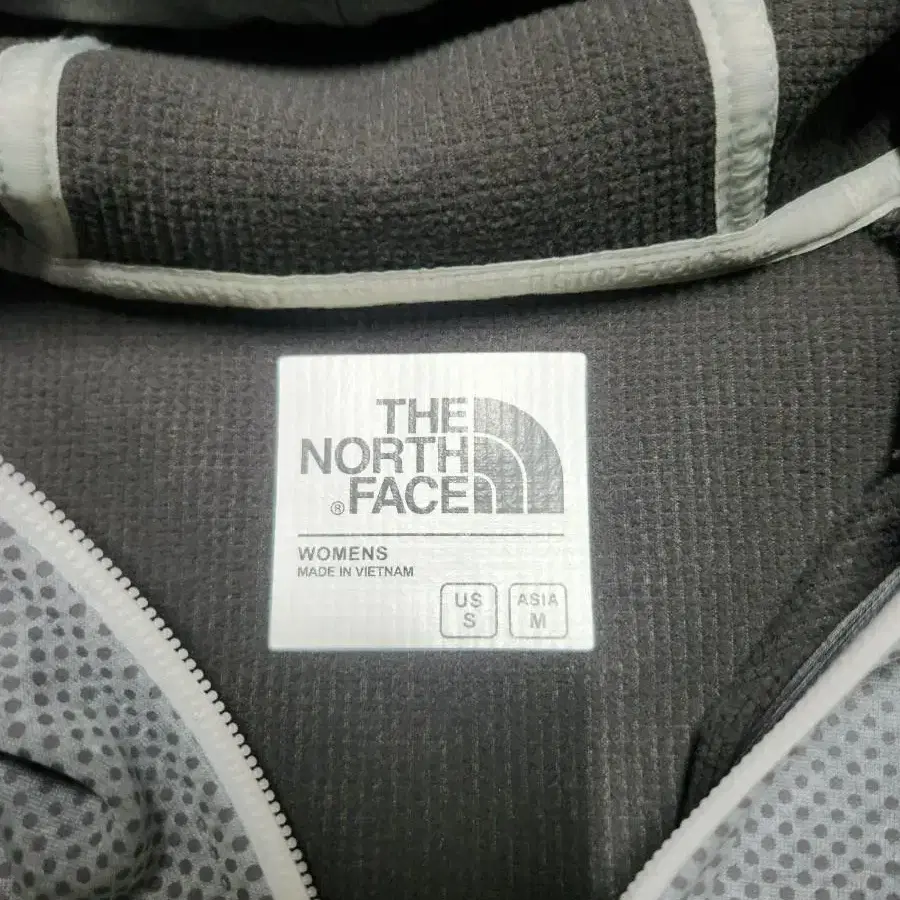 THE
NORTH
® FACE
WOMENS
MADE IN VIETNAM
US ASIA
S M